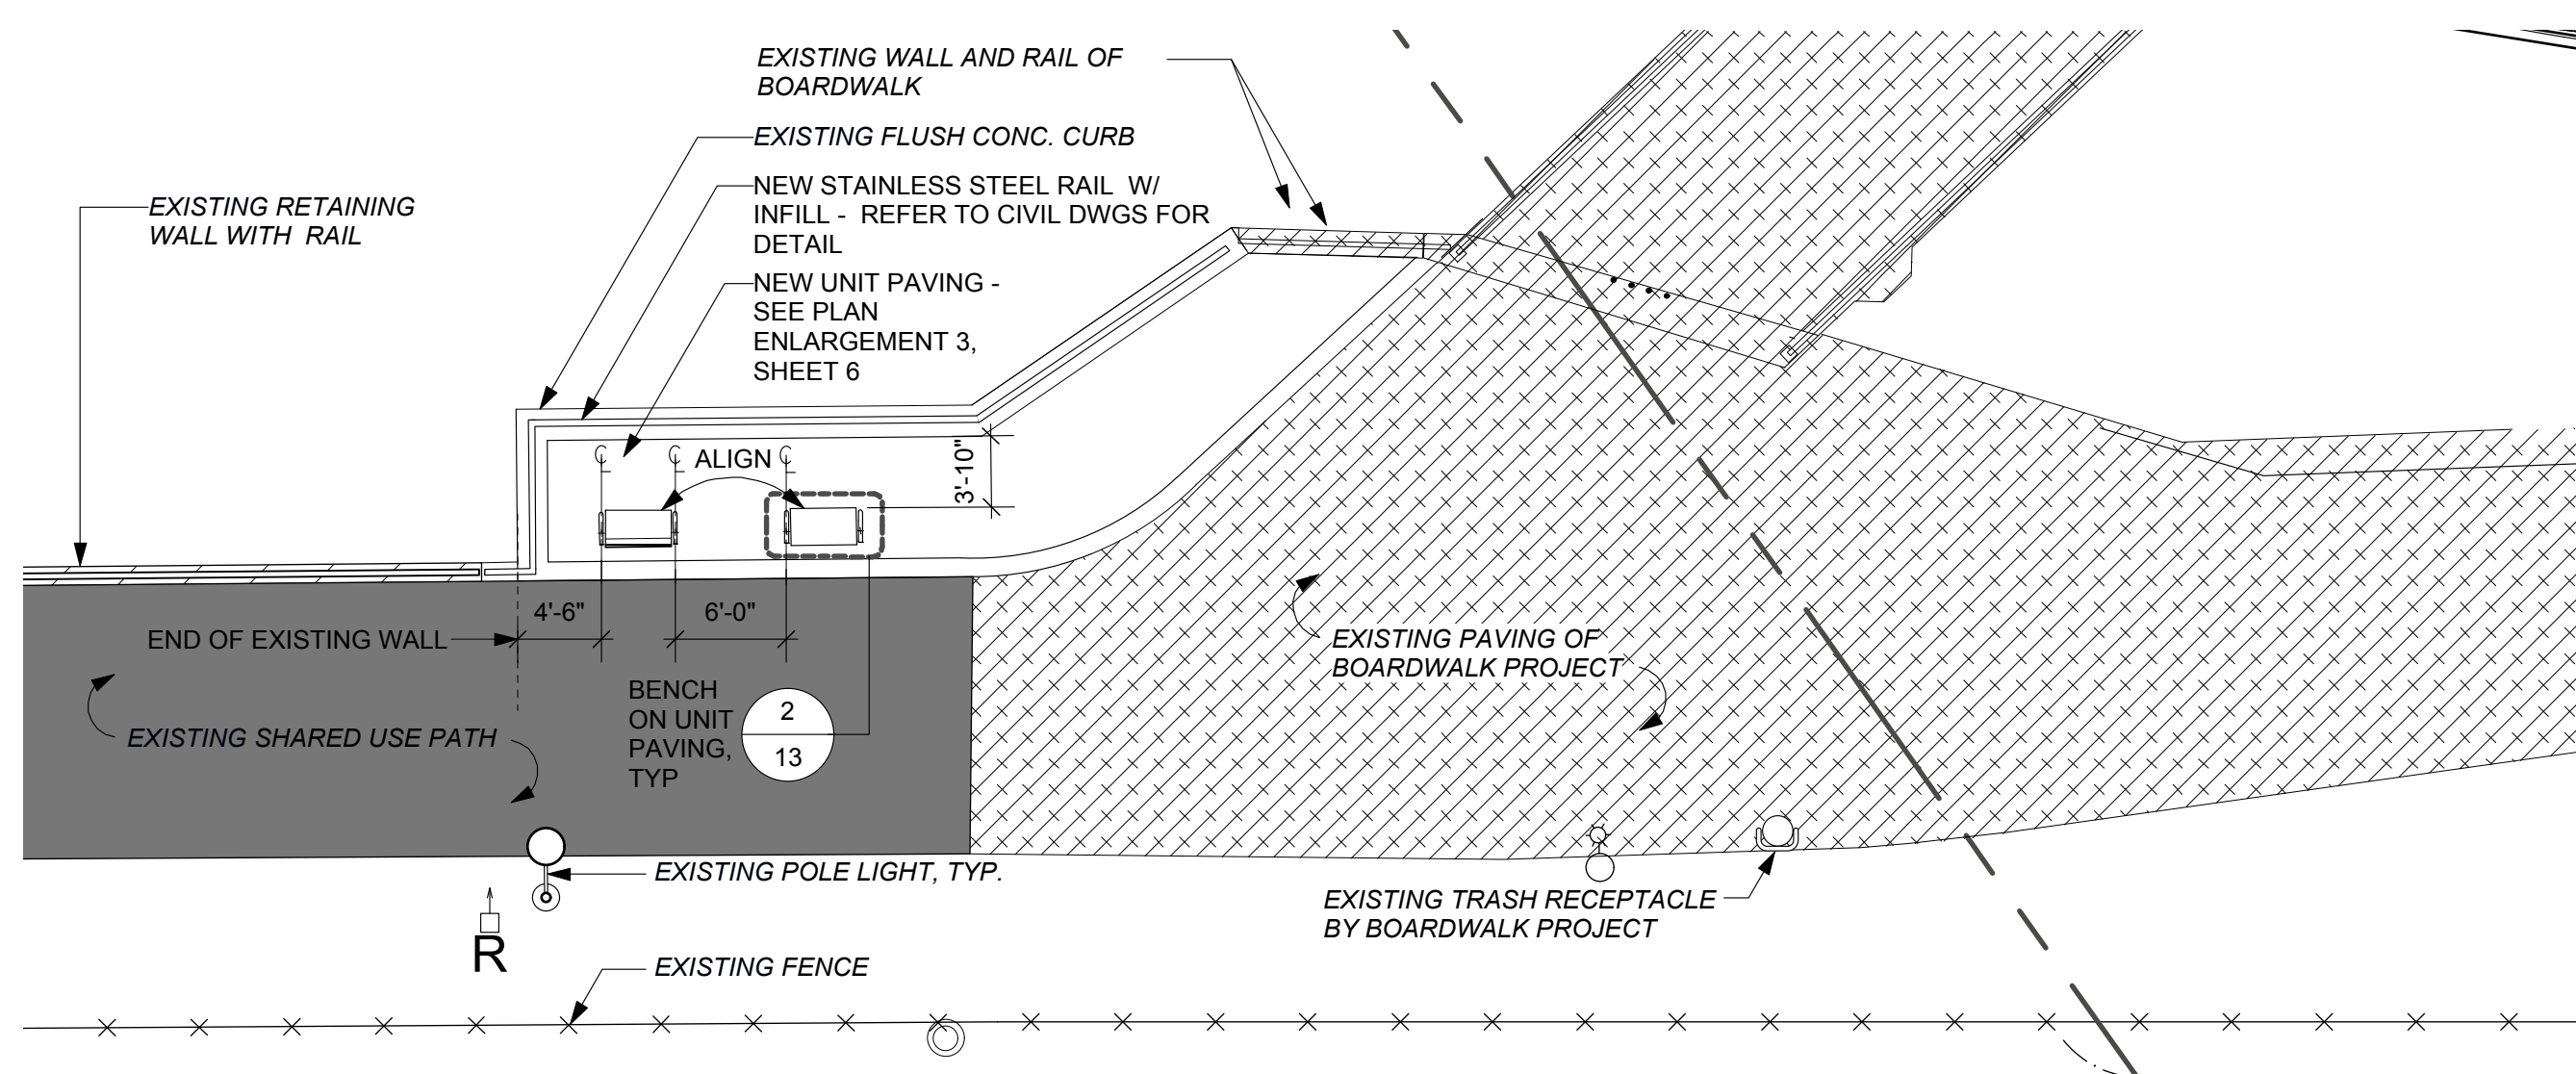 EXISTING WALL AND RAIL OF
BOARDWALK
EXISTING FLUSH CONC. CURB
NEW STAINLESS STEEL RAIL W/
INFILL - REFER TO CIVIL DWGS FOR
DETAIL
EXISTING RETAINING
WALL WITH RAIL
NEW UNIT PAVING -
SEE PLAN
ENLARGEMENT 3,
SHEET 6
ALIGN
3'-10"
4'-6"
6'-0"
END OF EXISTING WALL
EXISTING PAVING OF
BOARDWALK PROJECT
BENCH
ON UNIT
PAVING,
TYP
2
13
EXISTING SHARED USE PATH
EXISTING POLE LIGHT, TYP.
EXISTING TRASH RECEPTACLE
BY BOARDWALK PROJECT
R
EXISTING FENCE